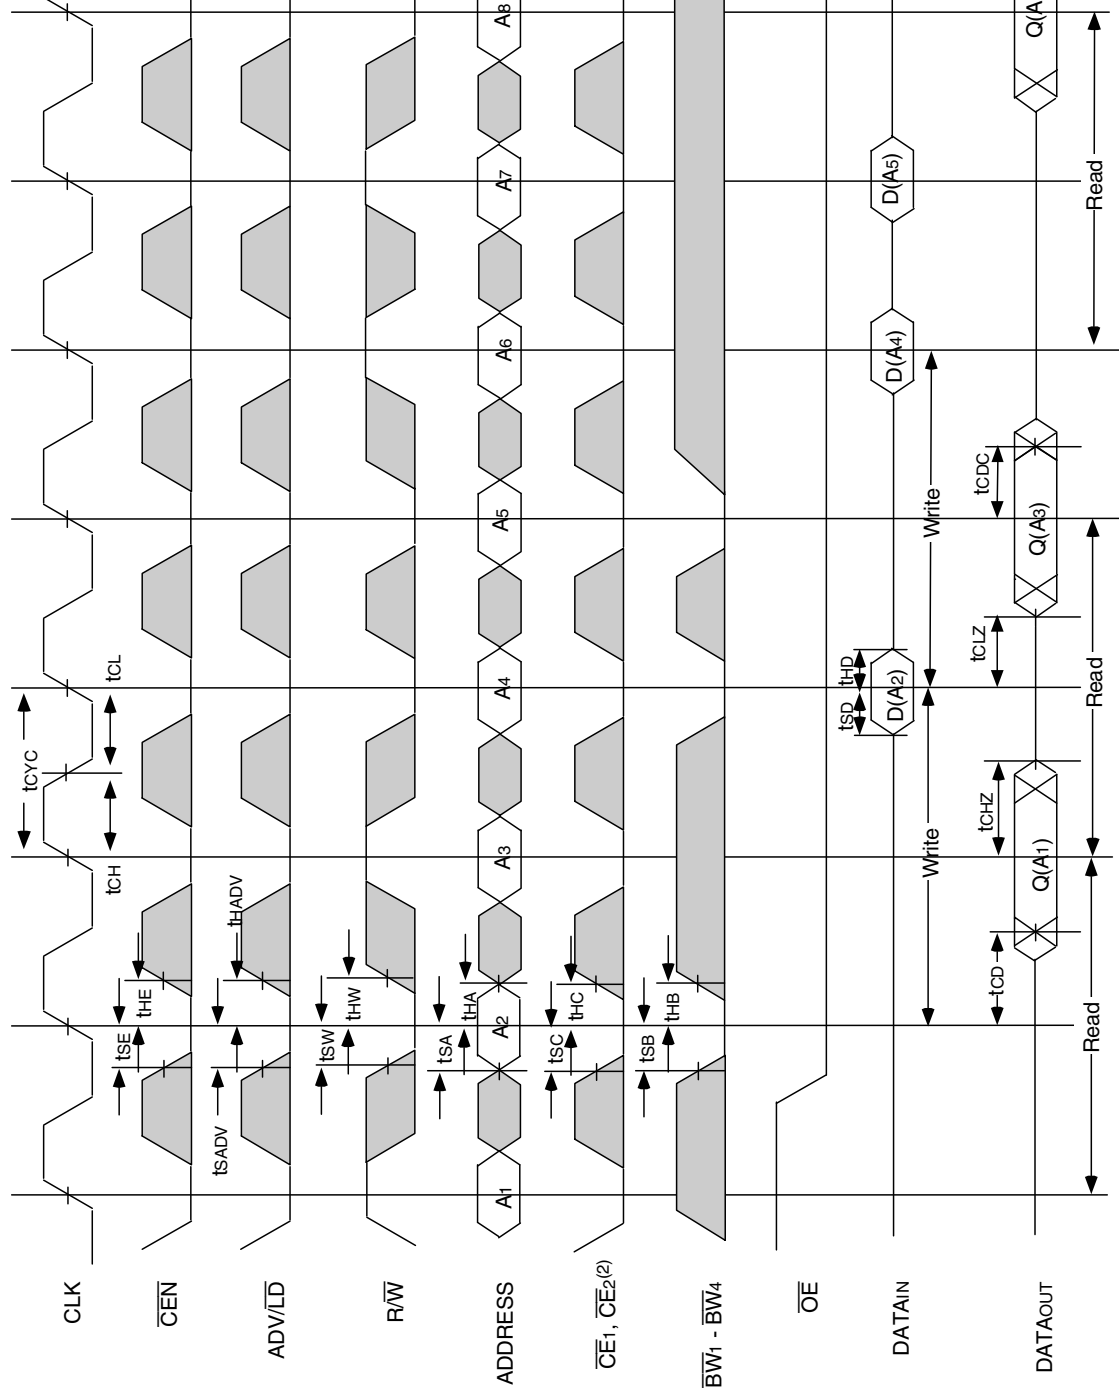 tCYC
tCH tCL
CLK
tSE
tHE
CEN
tHADV
tSADV
ADV/LD
tHW
tSW
R/W
tSA
tHA
ADDRESS A1 A2 A3 A4 A5 A6 A7 A8
tSC
tHC
CE1, CE2(2)
tSB
tHB
BW1 - BW4
OE
tSD tHD
DATAIN D(A2) D(A4) D(A5)
Write Write
tCD tCHZ tCLZ tCDC
DATAOUT Q(A1) Q(A3) Q(A
Read Read Read